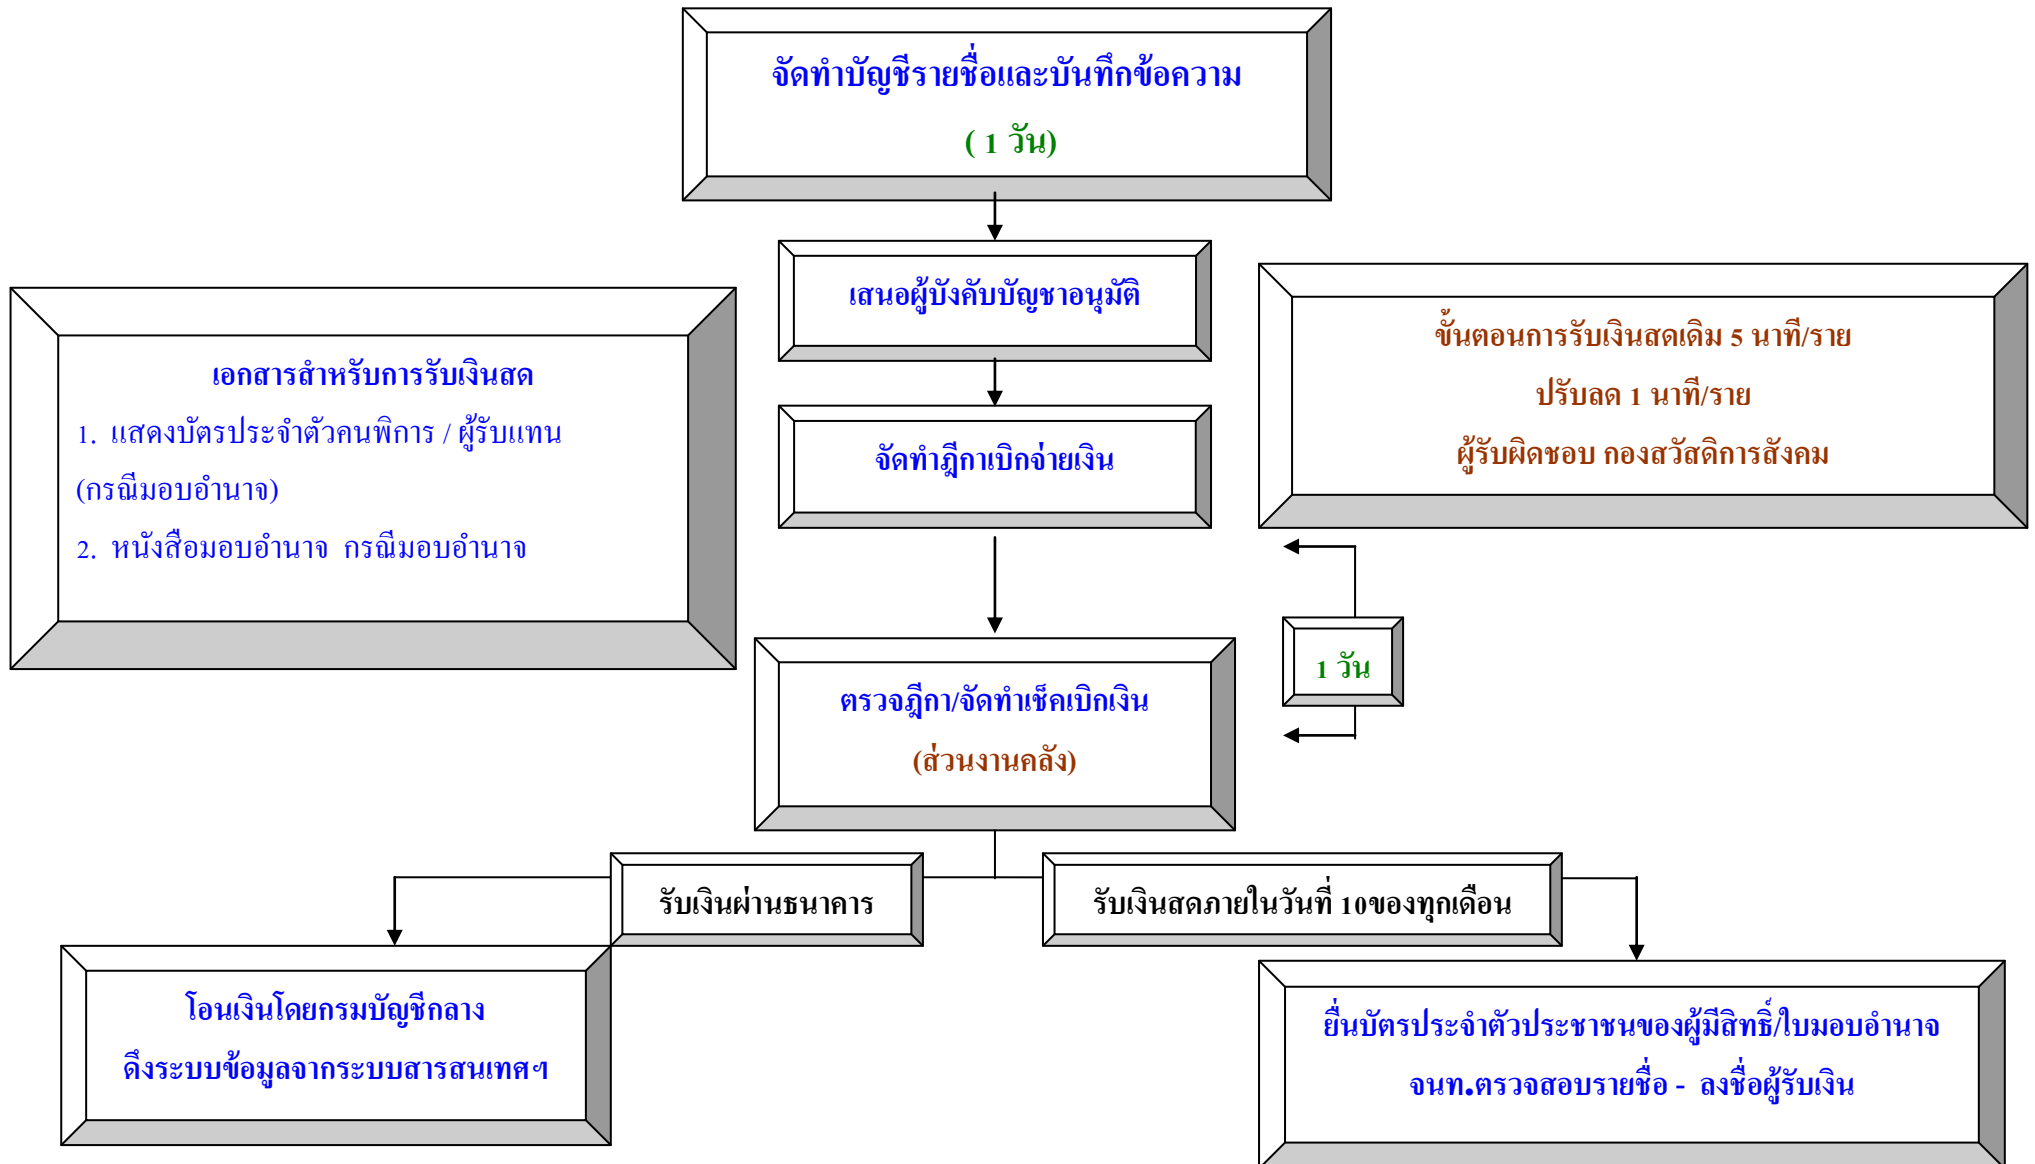 จัดทำบัญชีรายชื่อและบันทึกข้อความ
( 1 วัน)
เสนอผู้บังคับบัญชาอนุมัติ
เอกสารสำหรับการรับเงินสด
1. แสดงบัตรประจำตัวคนพิการ / ผู้รับแทน
(กรณีมอบอำนาจ)
2. หนังสือมอบอำนาจ กรณีมอบอำนาจ
ขั้นตอนการรับเงินสดเดิม 5 นาที/ราย
ปรับลด 1 นาที/ราย
ผู้รับผิดชอบ กองสวัสดิการสังคม
จัดทำฎีกาเบิกจ่ายเงิน
1 วัน
ตรวจฎีกา/จัดทำเช็คเบิกเงิน
(ส่วนงานคลัง)
รับเงินผ่านธนาคาร
รับเงินสดภายในวันที่ 10ของทุกเดือน
โอนเงินโดยกรมบัญชีกลาง
ดึงระบบข้อมูลจากระบบสารสนเทศฯ
ยื่นบัตรประจำตัวประชาชนของผู้มีสิทธิ์/ใบมอบอำนาจ
จนท.ตรวจสอบรายชื่อ - ลงชื่อผู้รับเงิน